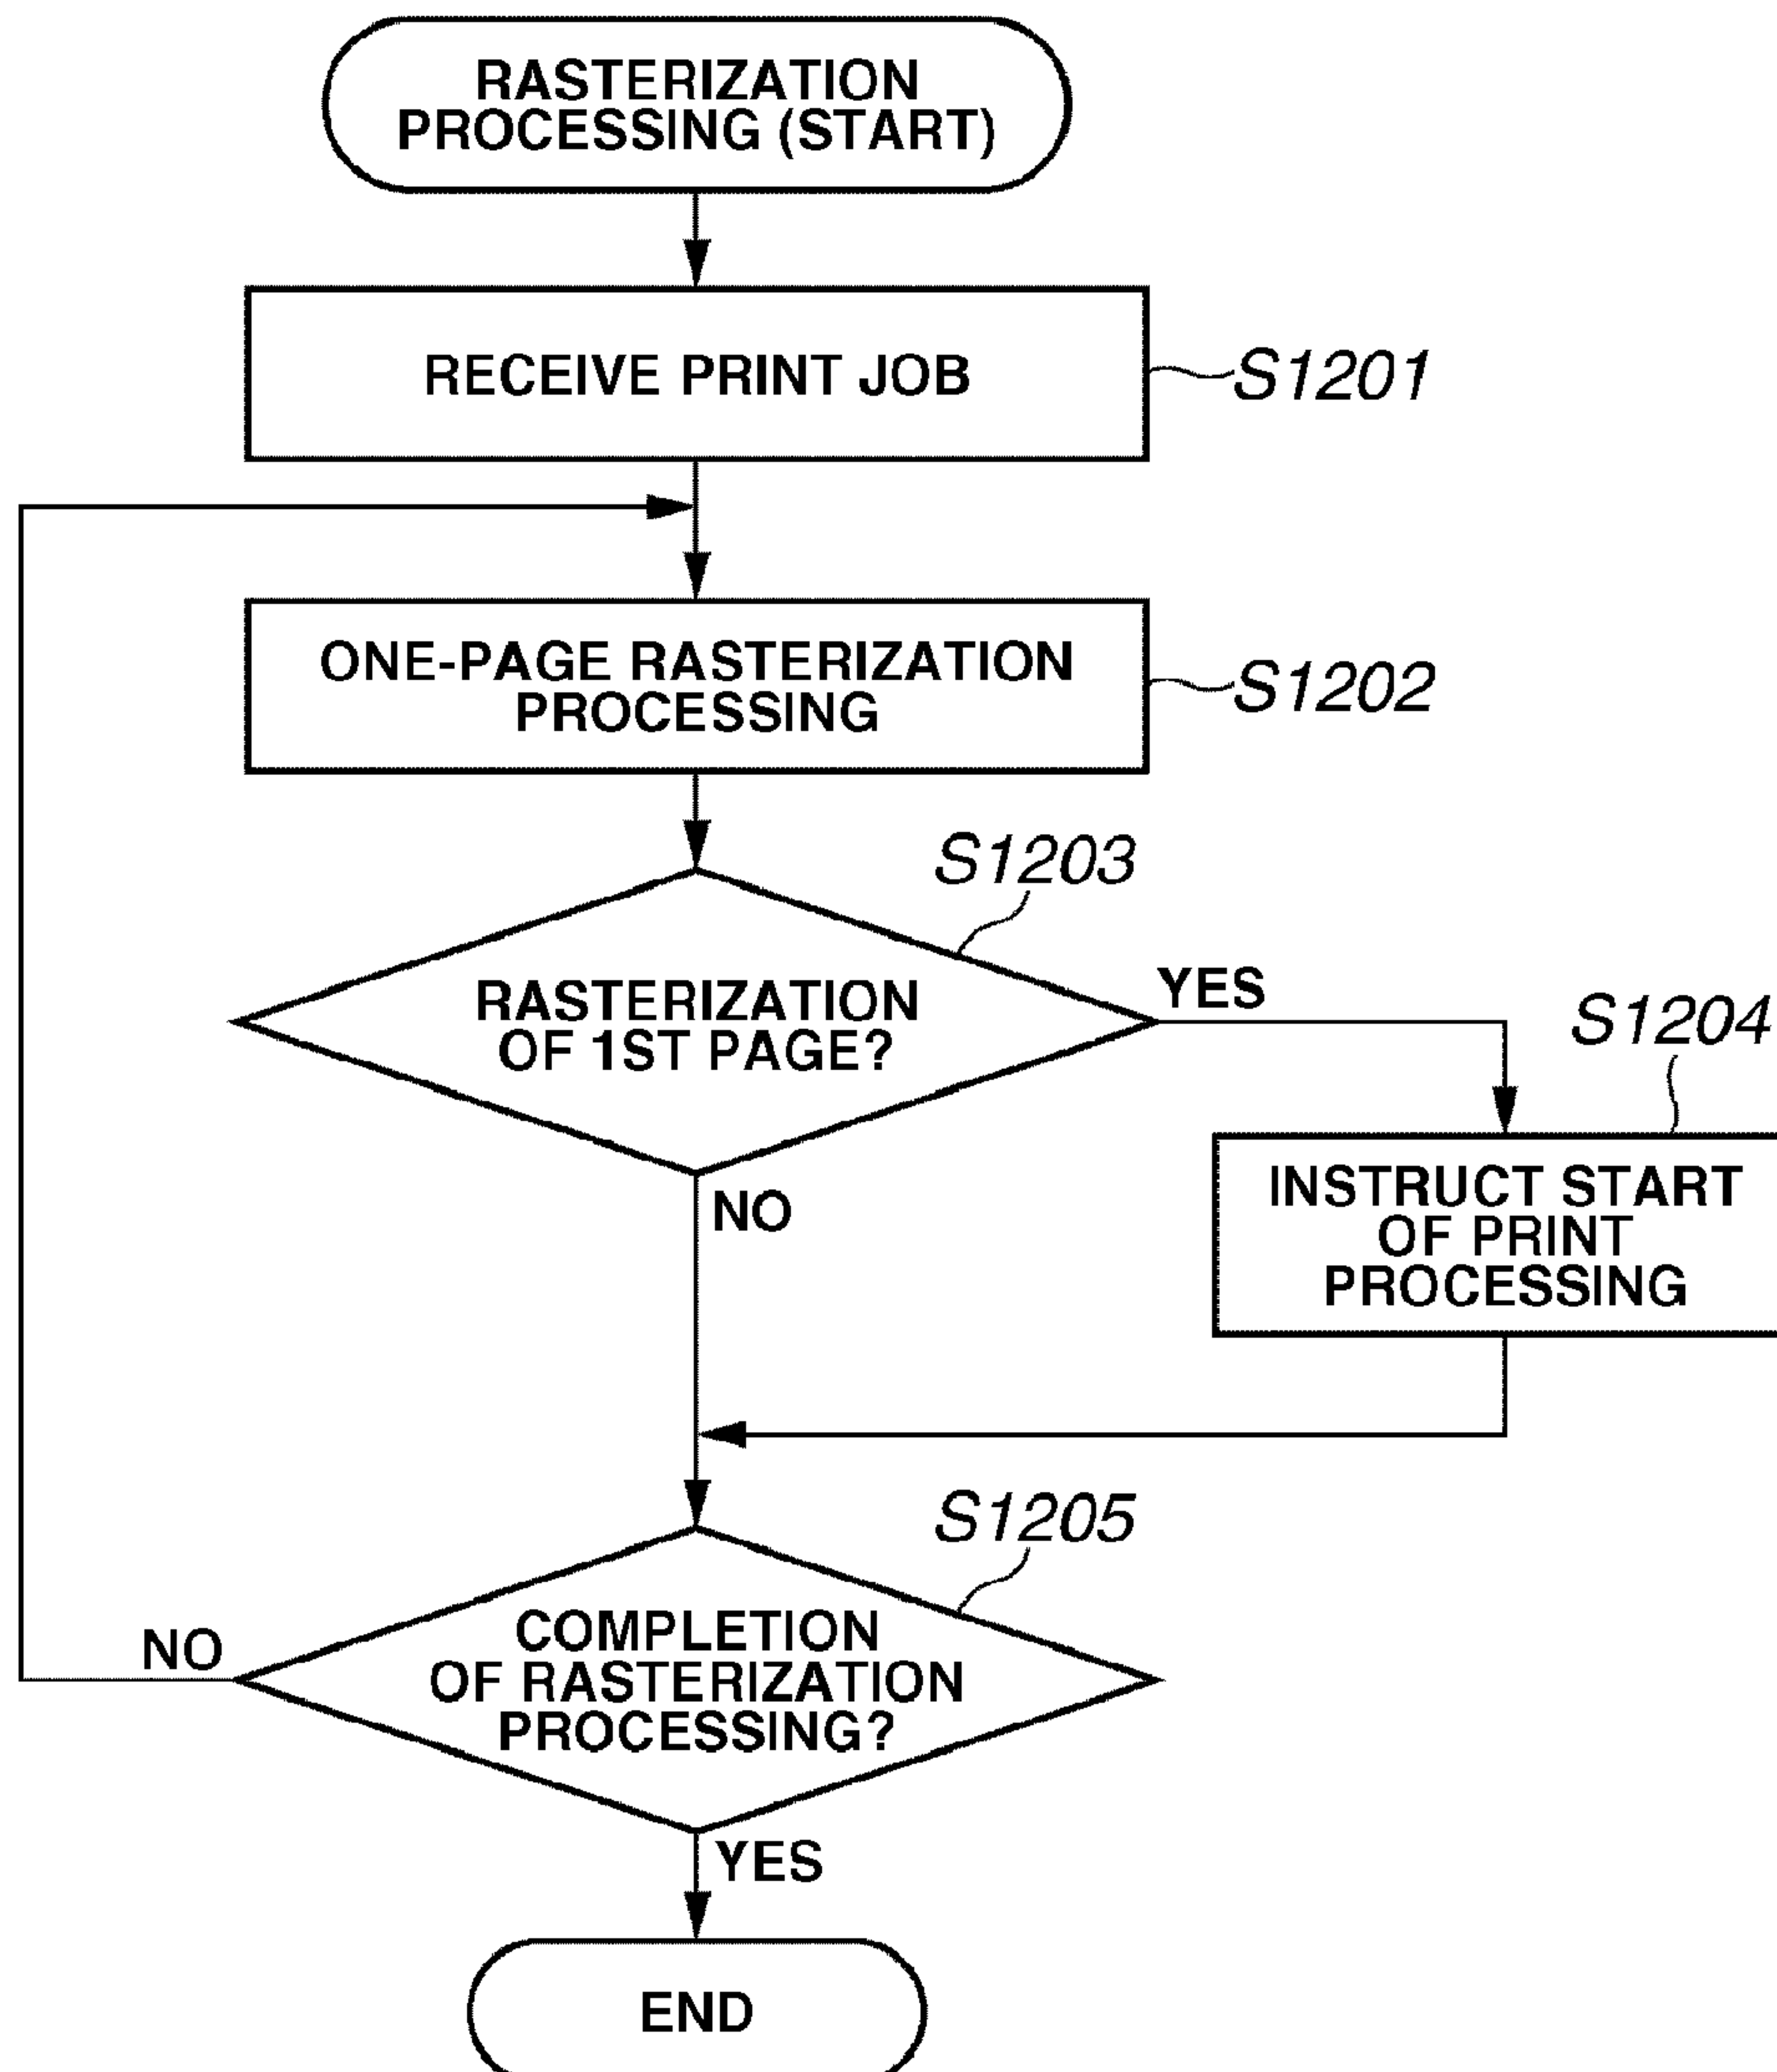 RASTERIZATION
PROCESSING (START)
RECEIVE PRINT JOB
S1201
ONE-PAGE RASTERIZATION
PROCESSING
S1202
S1203
RASTERIZATION
OF 1ST PAGE?
YES
NO
S1204
INSTRUCT START
OF PRINT
PROCESSING
S1205
COMPLETION
OF RASTERIZATION
PROCESSING?
NO
YES
END